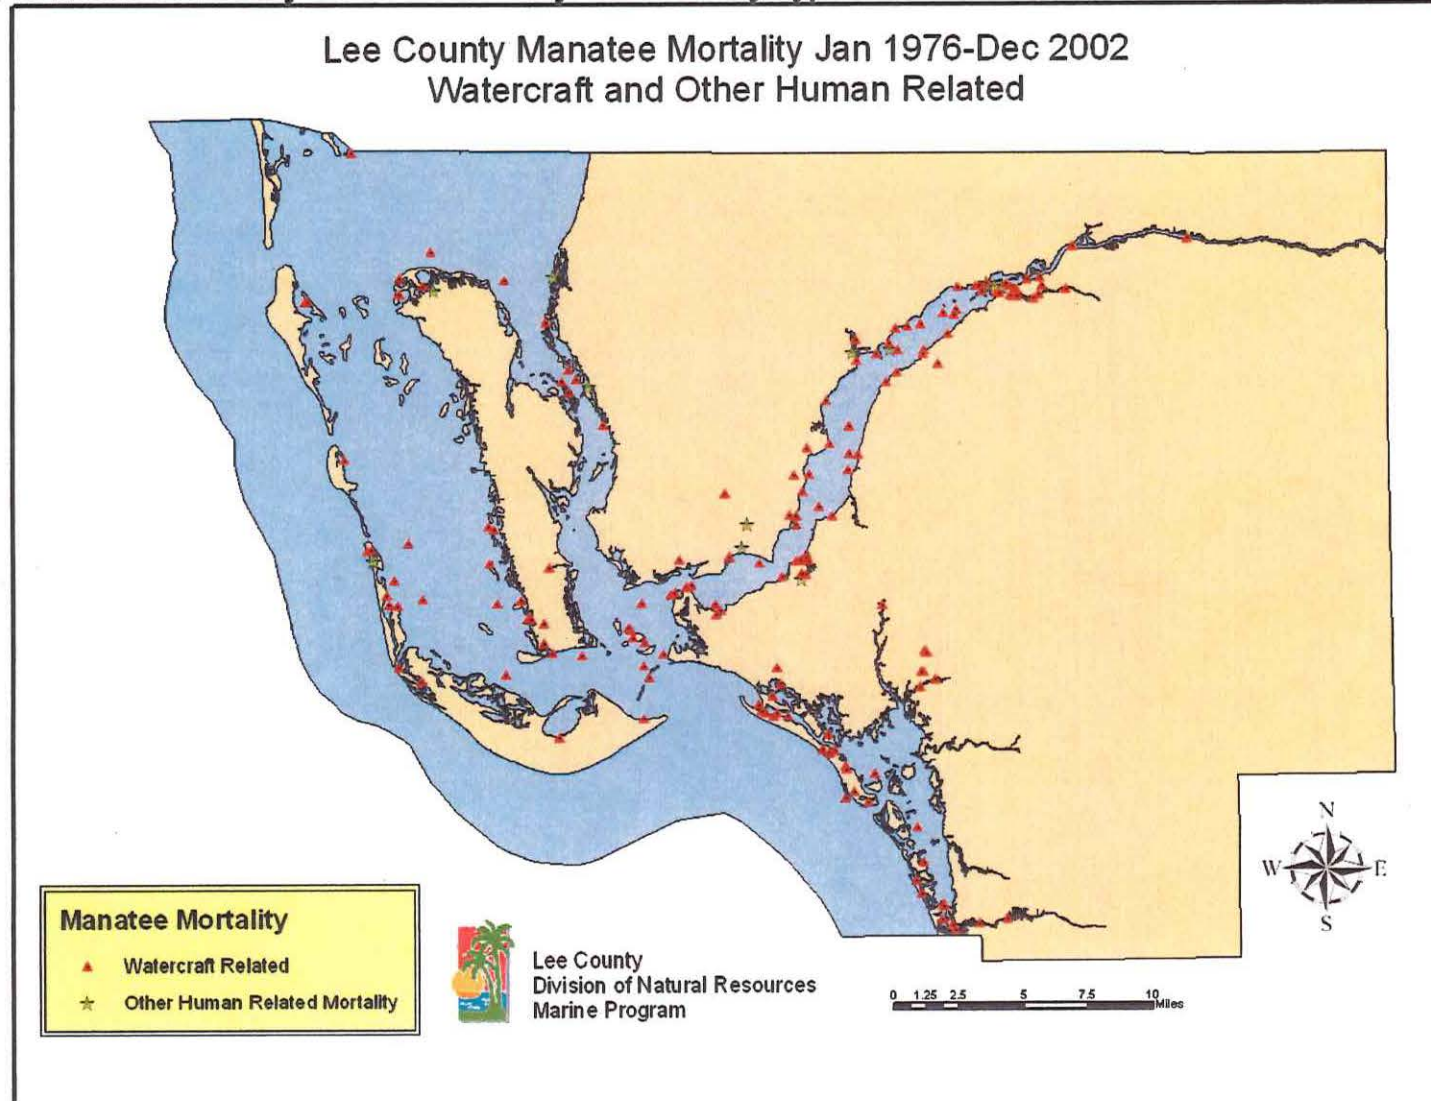 Lee County Manatee Mortality Jan 1976-Dec 2002
Watercraft and Other Human Related
N
W E
S
Manatee Mortality
Watercraft Related
Other Human Related Mortality
Lee County
Division of Natural Resources
Marine Program
0 1.25 2.5 5 7.5 10
Miles